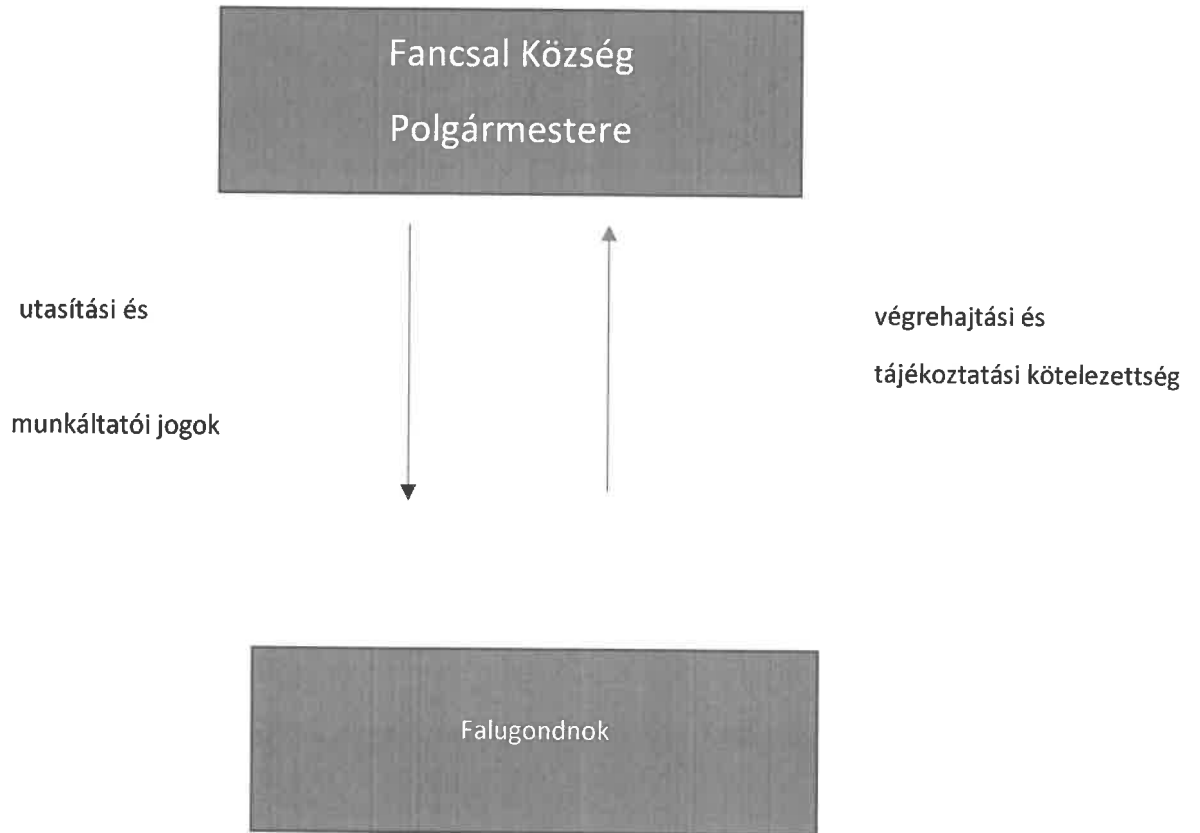 Fancsal Község
Polgármestere
utasítási és
munkáltatói jogok
végrehajtási és
tájékoztatási kötelezettség
Falugondnok